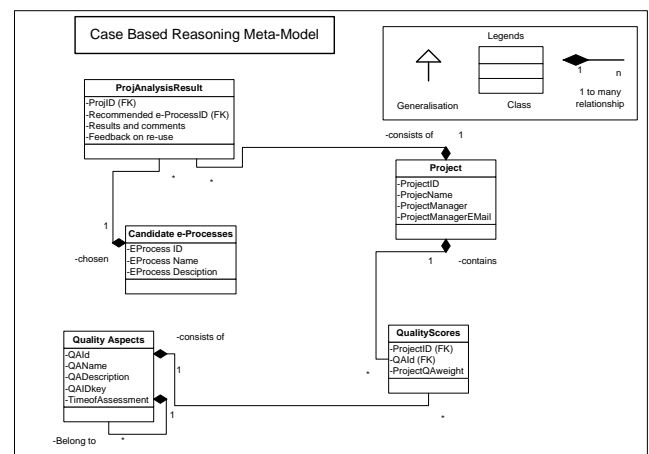 Case Based Reasoning Meta-Model
Legends
1
n
Generalisation
Class
1 to many
relationship
ProjAnalysisResult
-ProjID (FK)
-Recommended e-ProcessID (FK)
-Results and comments
-Feedback on re-use
-consists of
1
*
*
Project
-ProjectID
-ProjecName
-ProjectManager
-ProjectManagerEMail
1
-chosen
Candidate e-Processes
-EProcess ID
-EProcess Name
-EProcess Desciption
1
-contains
Quality Aspects
-QAId
-QAName
-QADescription
-QAIDkey
-TimeofAssessment
-consists of
1
1
-Belong to
*
QualityScores
-ProjectID (FK)
-QAId (FK)
-ProjectQAweight
*
*